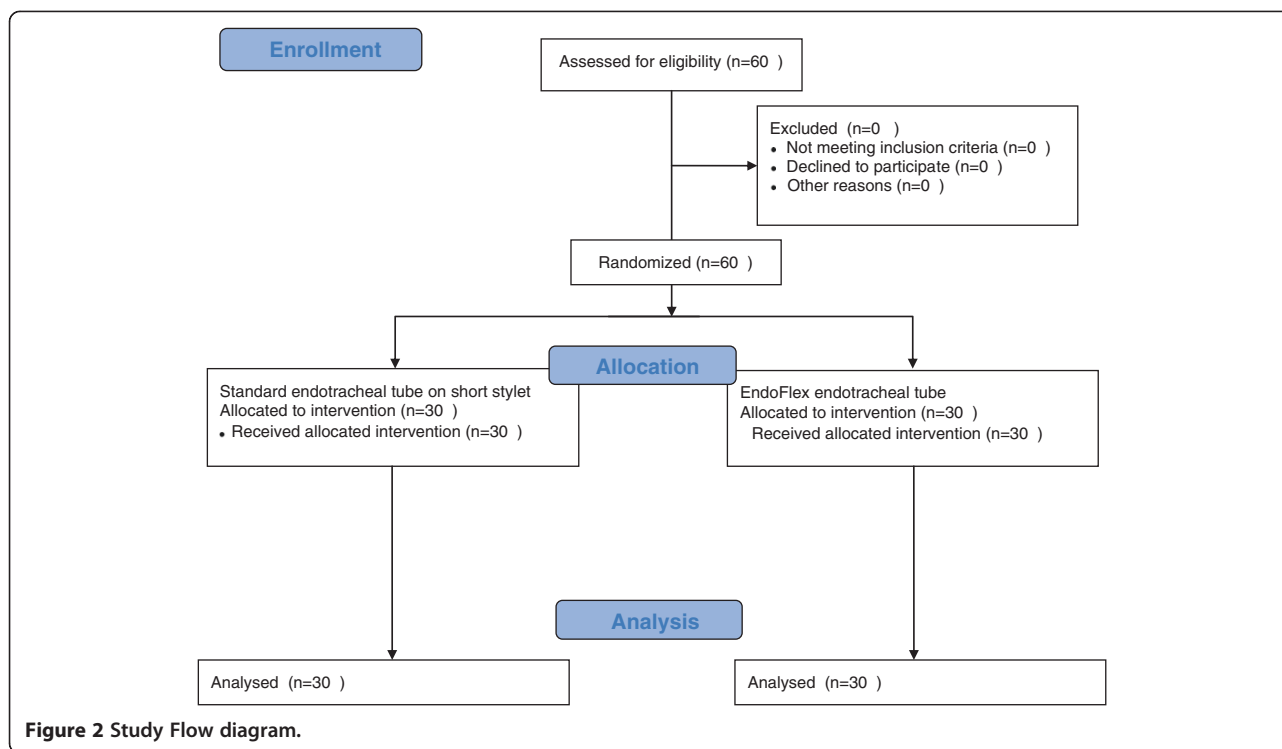 Enrollment
Assessed for eligibility (n=60 )
Excluded (n=0 )
• Not meeting inclusion criteria (n=0 )
• Declined to participate (n=0 )
• Other reasons (n=0 )
Randomized (n=60 )
Allocation
Standard endotracheal tube on short stylet
Allocated to intervention (n=30 )
• Received allocated intervention (n=30 )
EndoFlex endotracheal tube
Allocated to intervention (n=30 )
Received allocated intervention (n=30 )
Analysis
Analysed (n=30 )
Analysed (n=30 )
Figure 2 Study Flow diagram.